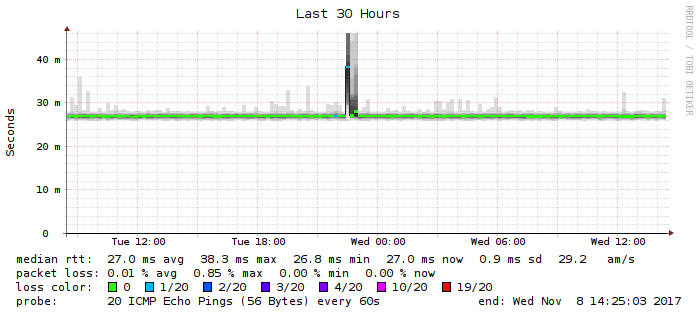 Last 30 Hours
RRDTOOL / TOBI OETIKER
Seconds
40 m
30 m
20 m
10 m
0
Tue 12:00 Tue 18:00 Wed 00:00 Wed 06:00 Wed 12:00
median rtt: 27.0 ms avg 38.3 ms max 26.8 ms min 27.0 ms now 0.9 ms sd 29.2 am/s
packet loss: 0.01 % avg 0.85 % max 0.00 % min 0.00 % now
loss color: 0 1/20 2/20 3/20 4/20 10/20 19/20
probe: 20 ICMP Echo Pings (56 Bytes) every 60s end: Wed Nov 8 14:25:03 2017